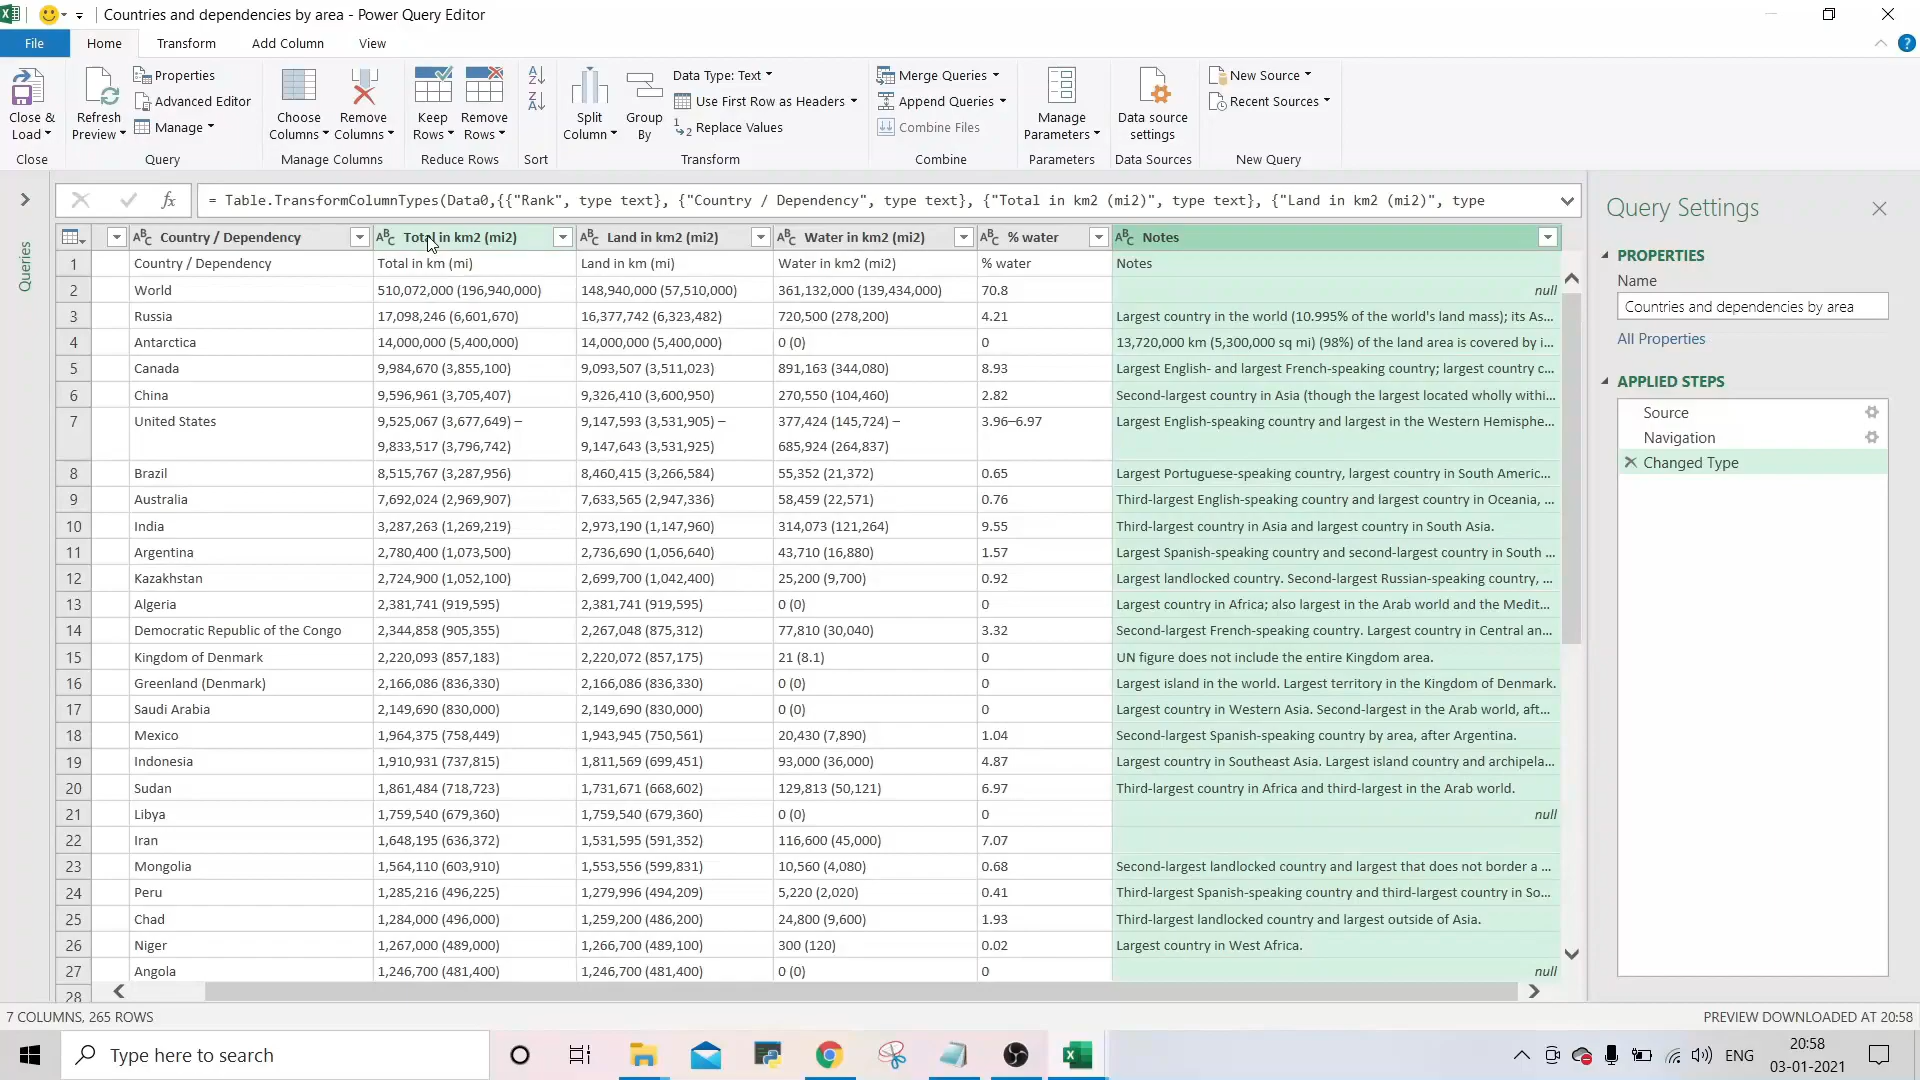 Countries and dependencies by area - Power Query Editor
File Home Transform Add Column View
Close & Load
Close
Refresh Preview
Properties
Advanced Editor
Manage
Query
Choose Columns
Remove Columns
Manage Columns
Keep Rows
Remove Rows
Reduce Rows
Sort
Split Column
Group By
Data Type: Text
Use First Row as Headers
Replace Values
Transform
Merge Queries
Append Queries
Combine Files
Combine
Manage Parameters
Parameters
Data source settings
Data Sources
New Source
Recent Sources
New Query
Queries
fx = Table.TransformColumnTypes(Data0,{{"Rank", type text}, {"Country / Dependency", type text}, {"Total in km2 (mi2)", type text}, {"Land in km2 (mi2)", type
Country / Dependency Total in km2 (mi2) Land in km2 (mi2) Water in km2 (mi2) % water Notes
1 Country / Dependency Total in km (mi) Land in km (mi) Water in km2 (mi2) % water Notes
2 World 510,072,000 (196,940,000) 148,940,000 (57,510,000) 361,132,000 (139,434,000) 70.8 null
3 Russia 17,098,246 (6,601,670) 16,377,742 (6,323,482) 720,500 (278,200) 4.21 Largest country in the world (10.995% of the world's land mass); its As...
4 Antarctica 14,000,000 (5,400,000) 14,000,000 (5,400,000) 0 (0) 0 13,720,000 km (5,300,000 sq mi) (98%) of the land area is covered by i...
5 Canada 9,984,670 (3,855,100) 9,093,507 (3,511,023) 891,163 (344,080) 8.93 Largest English- and largest French-speaking country; largest country c...
6 China 9,596,961 (3,705,407) 9,326,410 (3,600,950) 270,550 (104,460) 2.82 Second-largest country in Asia (though the largest located wholly withi...
7 United States 9,525,067 (3,677,649) – 9,147,593 (3,531,905) – 377,424 (145,724) – 3.96–6.97 Largest English-speaking country and largest in the Western Hemisphe...
9,833,517 (3,796,742) 9,147,643 (3,531,925) 685,924 (264,837)
8 Brazil 8,515,767 (3,287,956) 8,460,415 (3,266,584) 55,352 (21,372) 0.65 Largest Portuguese-speaking country, largest country in South Americ...
9 Australia 7,692,024 (2,969,907) 7,633,565 (2,947,336) 58,459 (22,571) 0.76 Third-largest English-speaking country and largest country in Oceania, ...
10 India 3,287,263 (1,269,219) 2,973,190 (1,147,960) 314,073 (121,264) 9.55 Third-largest country in Asia and largest country in South Asia.
11 Argentina 2,780,400 (1,073,500) 2,736,690 (1,056,640) 43,710 (16,880) 1.57 Largest Spanish-speaking country and second-largest country in South ...
12 Kazakhstan 2,724,900 (1,052,100) 2,699,700 (1,042,400) 25,200 (9,700) 0.92 Largest landlocked country. Second-largest Russian-speaking country, ...
13 Algeria 2,381,741 (919,595) 2,381,741 (919,595) 0 (0) 0 Largest country in Africa; also largest in the Arab world and the Medit...
14 Democratic Republic of the Congo 2,344,858 (905,355) 2,267,048 (875,312) 77,810 (30,040) 3.32 Second-largest French-speaking country. Largest country in Central an...
15 Kingdom of Denmark 2,220,093 (857,183) 2,220,072 (857,175) 21 (8.1) 0 UN figure does not include the entire Kingdom area.
16 Greenland (Denmark) 2,166,086 (836,330) 2,166,086 (836,330) 0 (0) 0 Largest island in the world. Largest territory in the Kingdom of Denmark.
17 Saudi Arabia 2,149,690 (830,000) 2,149,690 (830,000) 0 (0) 0 Largest country in Western Asia. Second-largest in the Arab world, aft...
18 Mexico 1,964,375 (758,449) 1,943,945 (750,561) 20,430 (7,890) 1.04 Second-largest Spanish-speaking country by area, after Argentina.
19 Indonesia 1,910,931 (737,815) 1,811,569 (699,451) 93,000 (36,000) 4.87 Largest country in Southeast Asia. Largest island country and archipela...
20 Sudan 1,861,484 (718,723) 1,731,671 (668,602) 129,813 (50,121) 6.97 Third-largest country in Africa and third-largest in the Arab world.
21 Libya 1,759,540 (679,360) 1,759,540 (679,360) 0 (0) 0 null
22 Iran 1,648,195 (636,372) 1,531,595 (591,352) 116,600 (45,000) 7.07
23 Mongolia 1,564,110 (603,910) 1,553,556 (599,831) 10,560 (4,080) 0.68 Second-largest landlocked country and largest that does not border a ...
24 Peru 1,285,216 (496,225) 1,279,996 (494,209) 5,220 (2,020) 0.41 Third-largest Spanish-speaking country and third-largest country in So...
25 Chad 1,284,000 (496,000) 1,259,200 (486,200) 24,800 (9,600) 1.93 Third-largest landlocked country and largest outside of Asia.
26 Niger 1,267,000 (489,000) 1,266,700 (489,100) 300 (120) 0.02 Largest country in West Africa.
27 Angola 1,246,700 (481,400) 1,246,700 (481,400) 0 (0) 0 null
28
Query Settings
PROPERTIES
Name
Countries and dependencies by area
All Properties
APPLIED STEPS
Source
Navigation
Changed Type
7 COLUMNS, 265 ROWS PREVIEW DOWNLOADED AT 20:58
Type here to search
ENG
20:58
03-01-2021